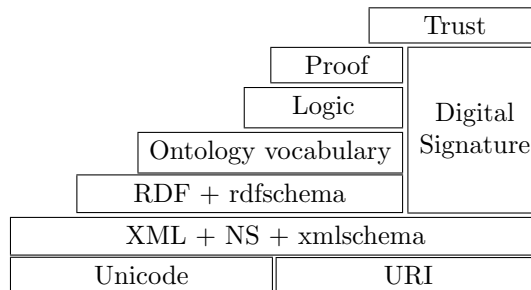 Trust
Proof
Logic
Digital
Signature
Ontology vocabulary
RDF + rdfschema
XML + NS + xmlschema
Unicode
URI